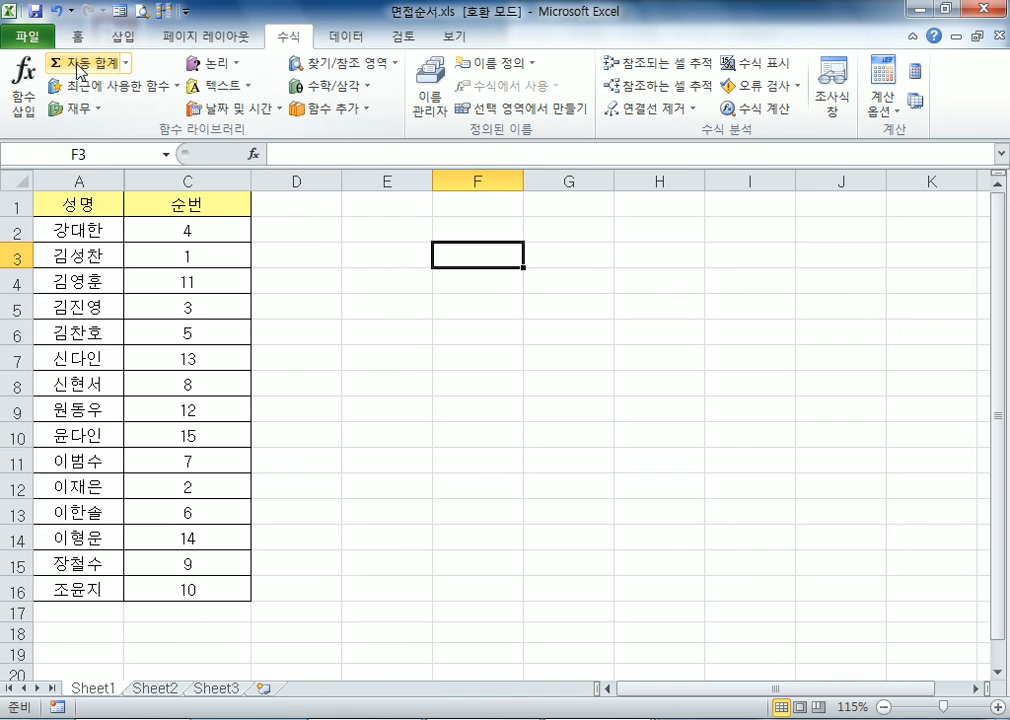 면접순서.xls [호환 모드] - Microsoft Excel
파일 홈 삽입 페이지 레이아웃 수식 데이터 검토 보기
Σ 자동 합계 논리 찾기/참조 영역 이름 정의 참조되는 셀 추적 수식 표시
최근에 사용한 함수 텍스트 수학/삼각 수식에서 사용 참조하는 셀 추적 오류 검사
재무 날짜 및 시간 함수 추가 선택 영역에서 만들기 연결선 제거 수식 계산
fx 함수 삽입
이름 관리자
조사식 창
계산 옵션
함수 라이브러리 정의된 이름 수식 분석 계산
F3 fx
A C D E F G H I J K
1 성명 순번
2 강대한 4
3 김성찬 1
4 김영훈 11
5 김진영 3
6 김찬호 5
7 신다인 13
8 신현서 8
9 원동우 12
10 윤다인 15
11 이범수 7
12 이재은 2
13 이한솔 6
14 이형운 14
15 장철수 9
16 조윤지 10
17
18
19
20
Sheet1 Sheet2 Sheet3
준비 115%